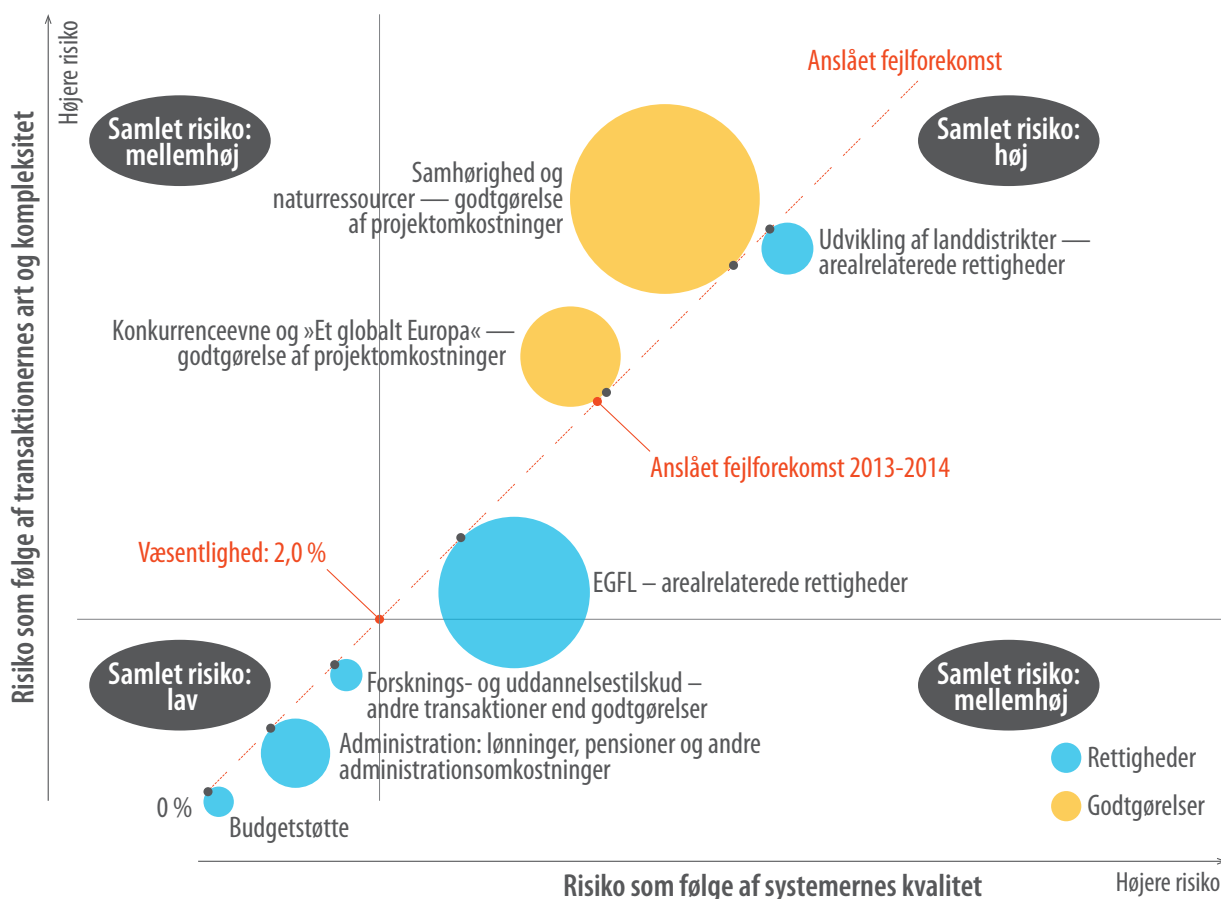 Risiko som følge af transaktionernes art og kompleksitet
Højere risiko
Anslået fejlforekomst
Samlet risiko:
mellemhøj
Samlet risiko:
høj
Samhørighed og
naturressourcer — godtgørelse
af projektomkostninger
Udvikling af landdistrikter —
arealrelaterede rettigheder
Konkurrenceevne og »Et globalt Europa« —
godtgørelse af projektomkostninger
Anslået fejlforekomst 2013-2014
Væsentlighed: 2,0 %
EGFL – arealrelaterede rettigheder
Samlet risiko:
lav
Samlet risiko:
mellemhøj
Forsknings- og uddannelsestilskud –
andre transaktioner end godtgørelser
Administration: lønninger, pensioner og andre
administrationsomkostninger
Rettigheder
Godtgørelser
0 %
Budgetstøtte
Risiko som følge af systemernes kvalitet
Højere risiko